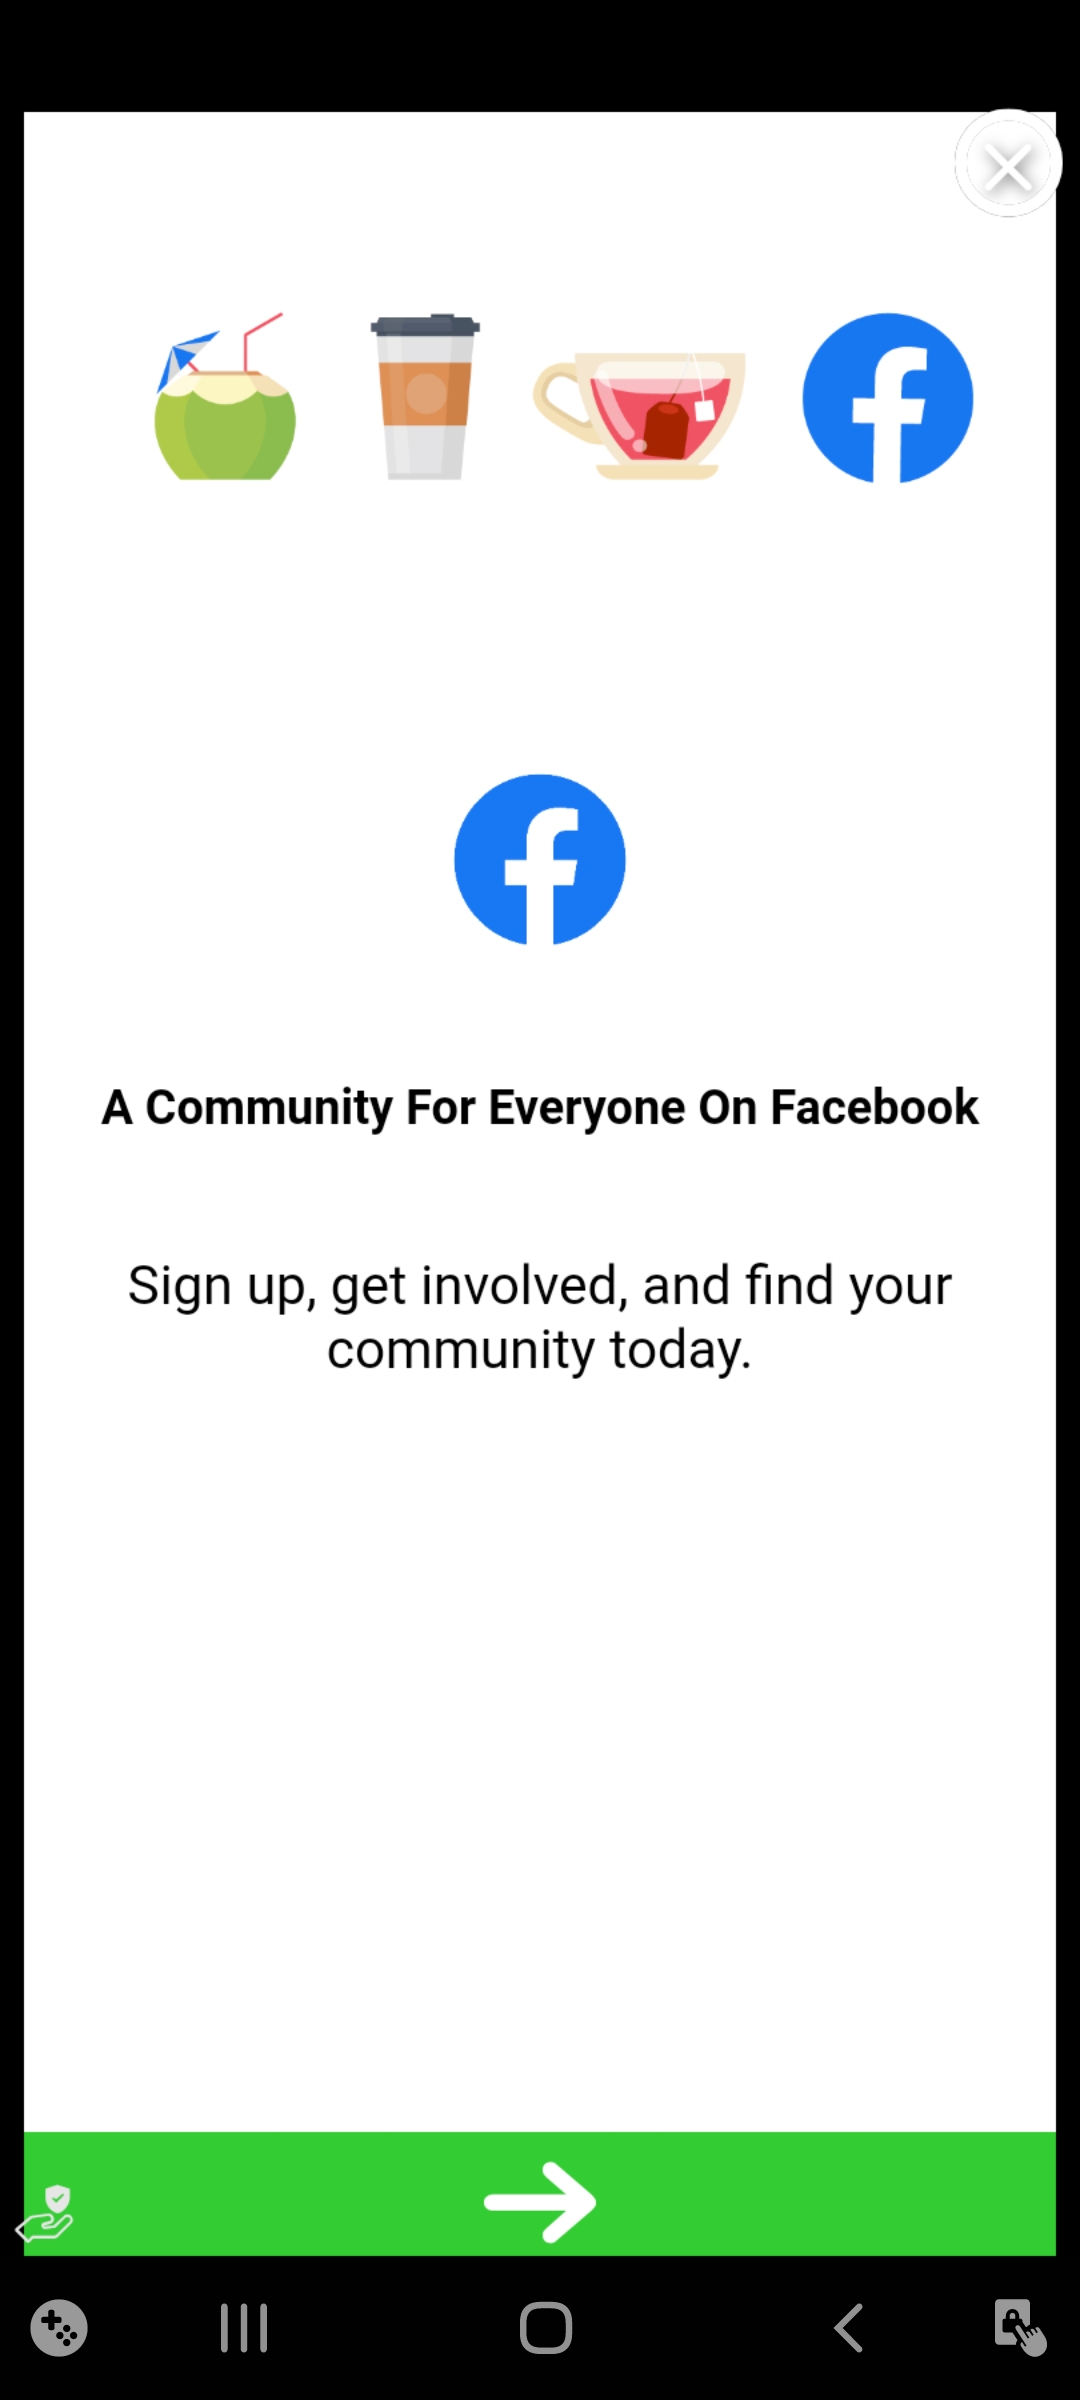 A Community For Everyone On Facebook
Sign up, get involved, and find your
community today.